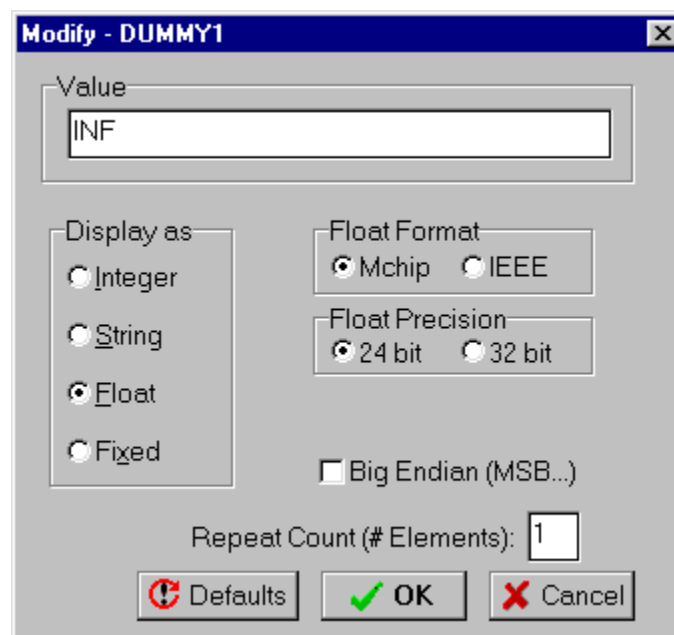 Modify - DUMMY1
Value
INF
Display as
Integer
String
Float
Fixed
Float Format
Mchip IEEE
Float Precision
24 bit 32 bit
Big Endian (MSB...)
Repeat Count (# Elements): 1
Defaults OK Cancel